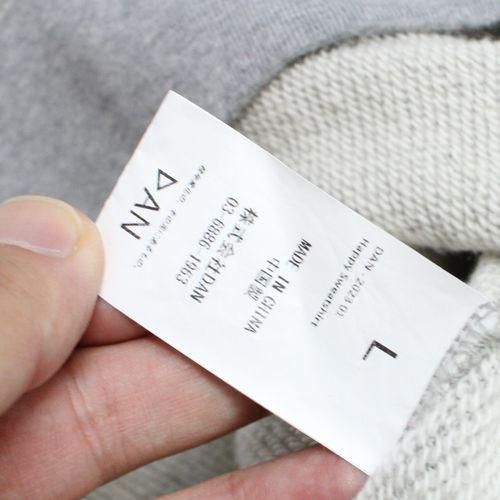 DAN
株式会社DAN
03-6886-1963
MADE IN CHINA
中国製
DAN - 2023 01
Happy Sweatshirt
L